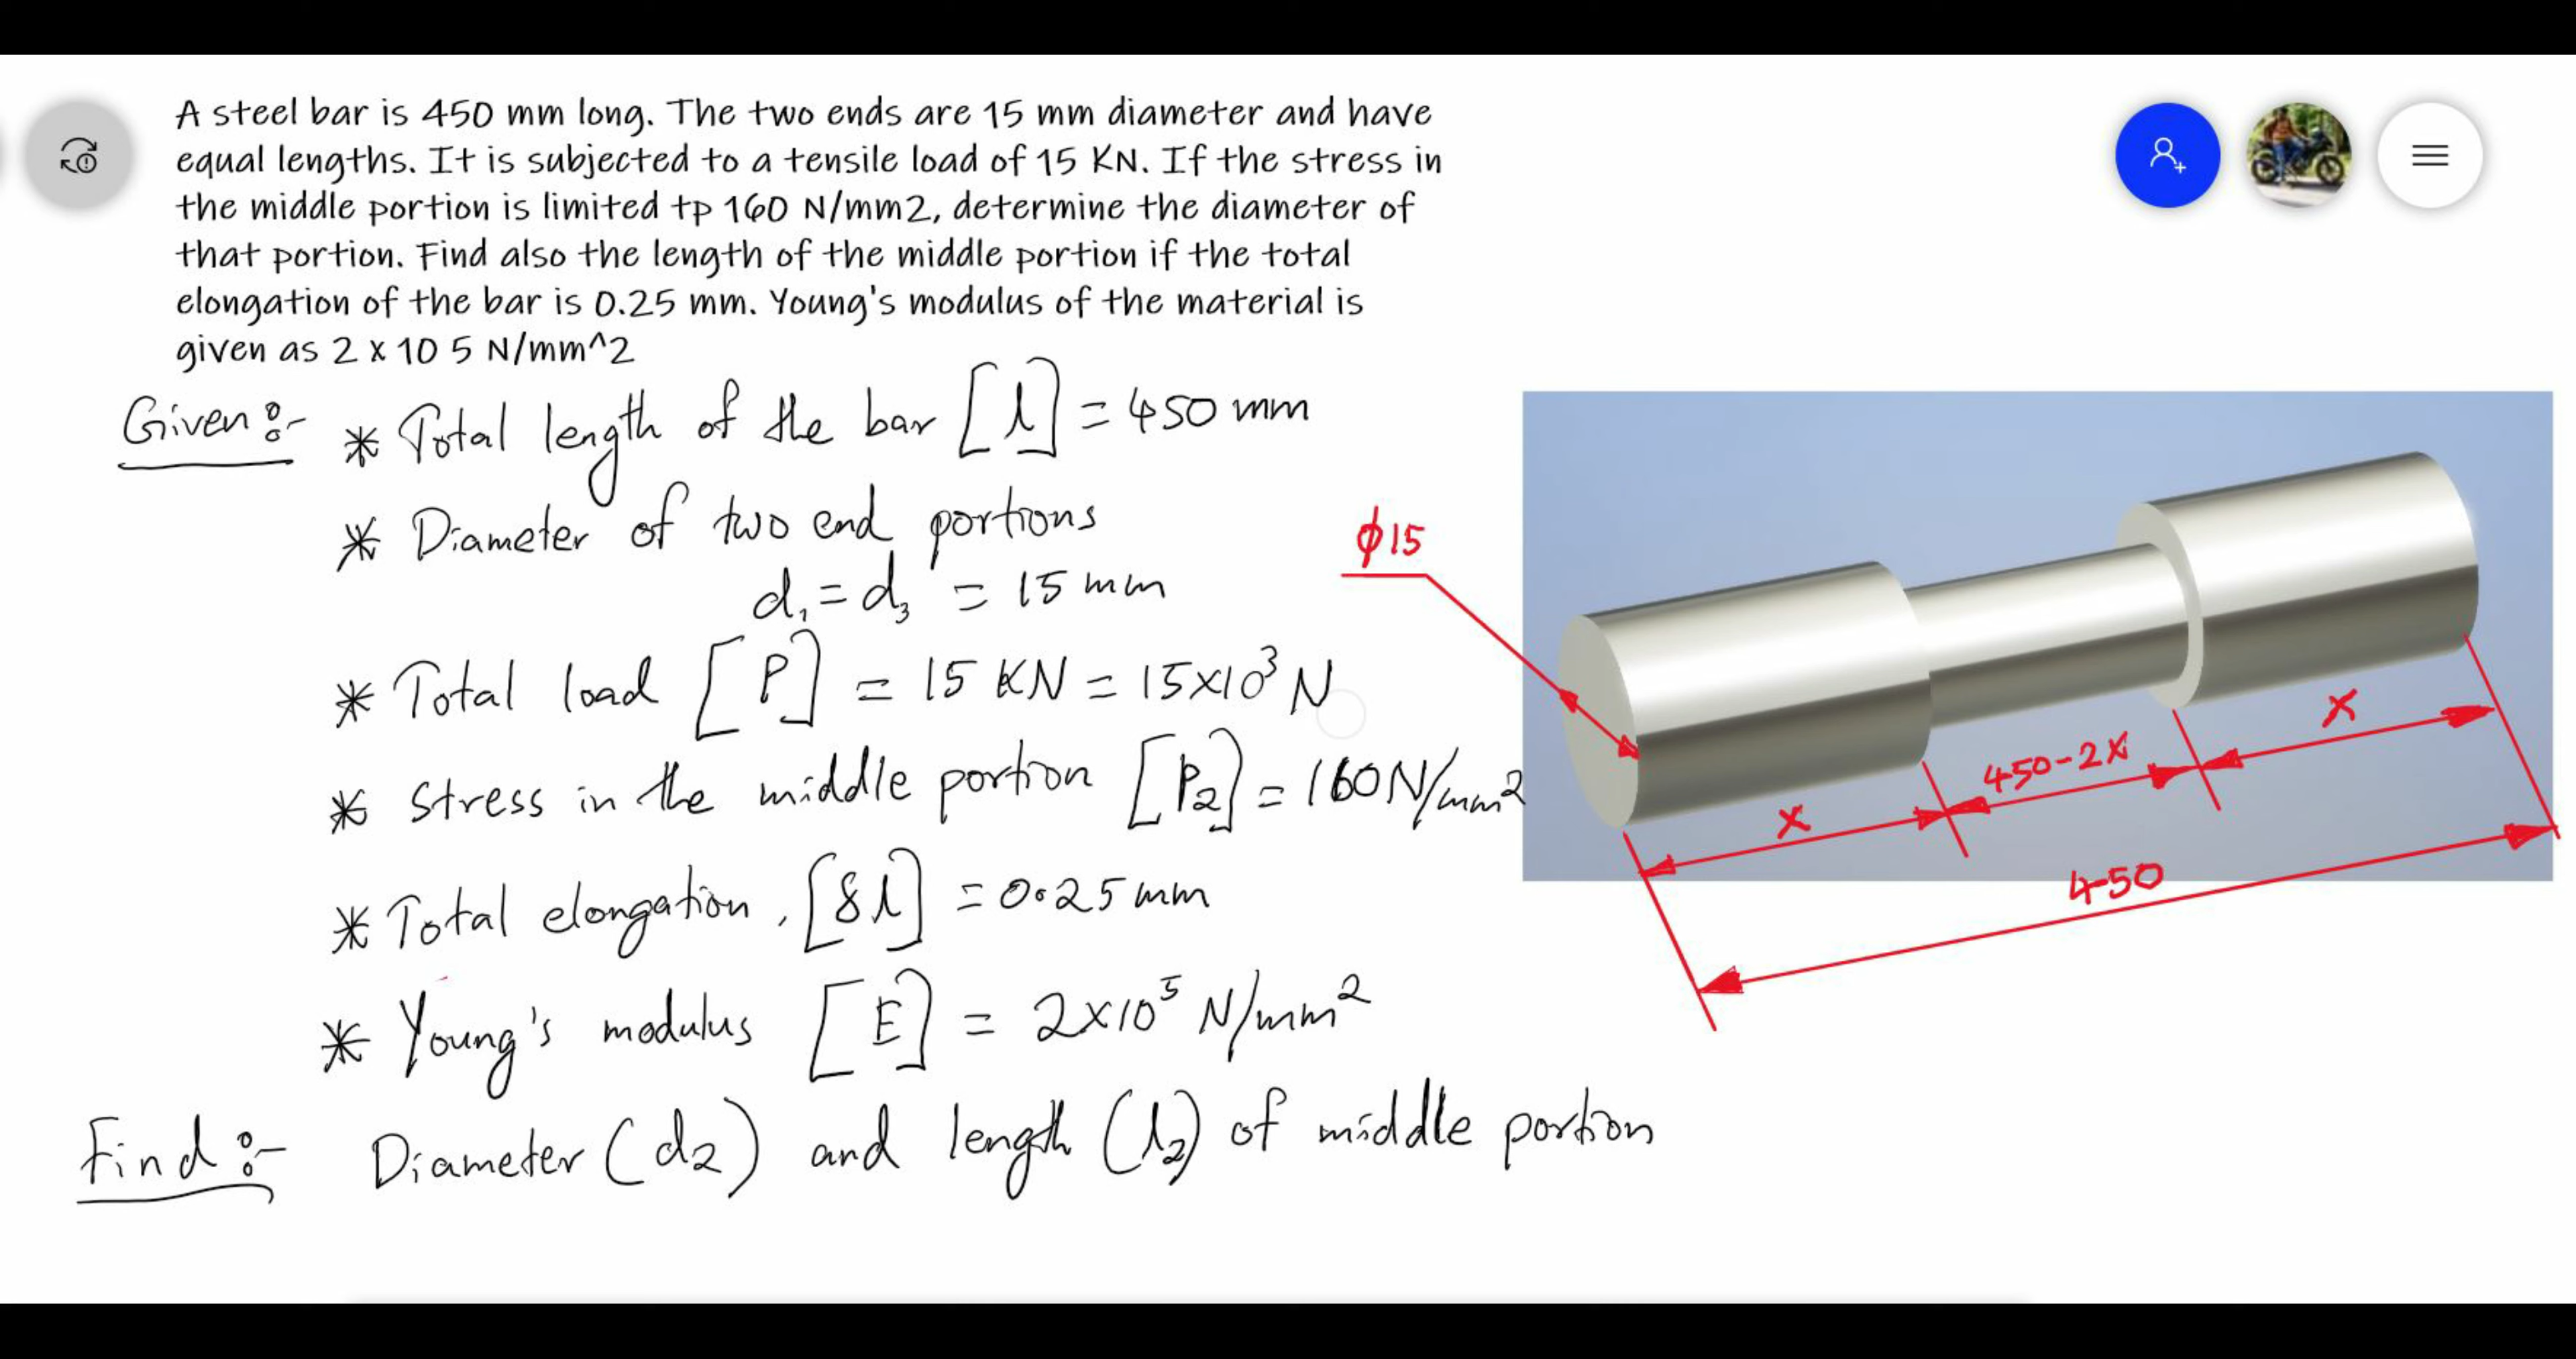 A steel bar is 450 mm long. The two ends are 15 mm diameter and have
equal lengths. It is subjected to a tensile load of 15 KN. If the stress in
the middle portion is limited tp 160 N/mm2, determine the diameter of
that portion. Find also the length of the middle portion if the total
elongation of the bar is 0.25 mm. Young's modulus of the material is
given as 2 x 10 5 N/mm^2
Given :- * Total length of the bar [l] = 450 mm
* Diameter of two end portions
d₁ = d₃ = 15 mm
* Total load [P] = 15 KN = 15×10³ N
* Stress in the middle portion [P₂] = 160 N/mm²
* Total elongation, [δl] = 0.25 mm
* Young's modulus [E] = 2×10⁵ N/mm²
Find :- Diameter (d₂) and length (l₂) of middle portion
ϕ15
x
450-2x
x
450